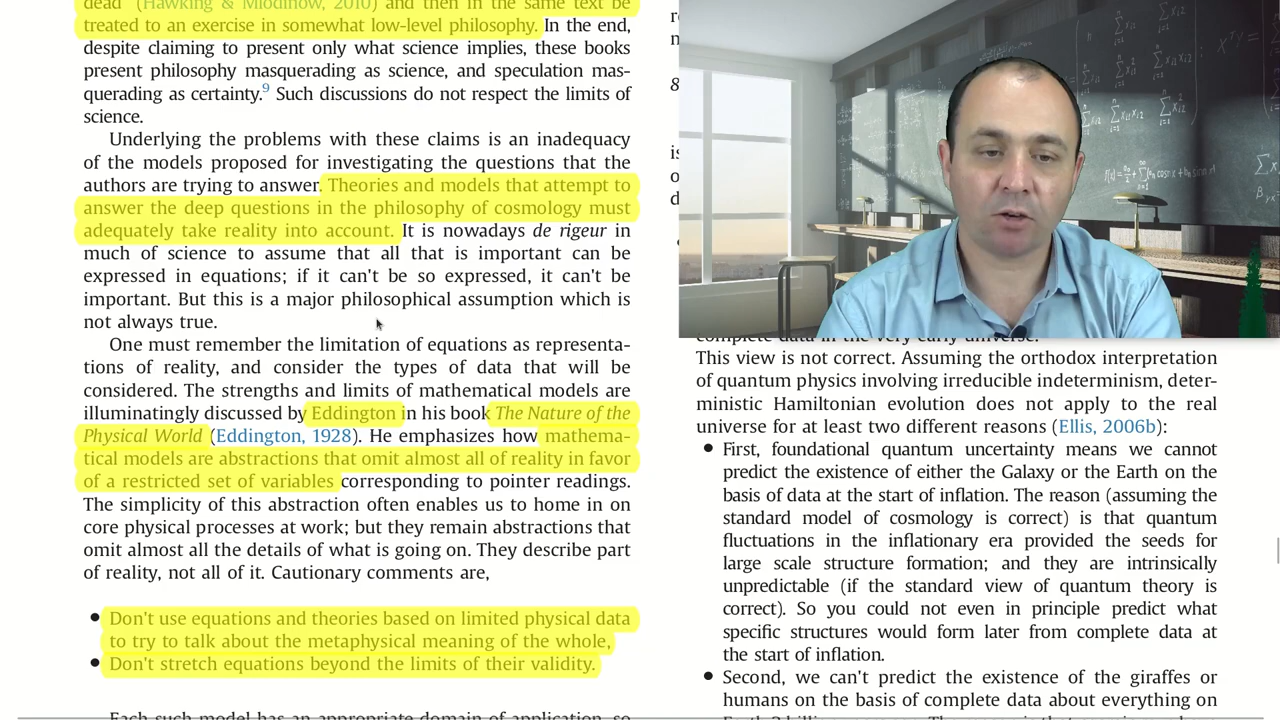 dead" (Hawking & Mlodinow, 2010) and then in the same text be
treated to an exercise in somewhat low-level philosophy. In the end,
despite claiming to present only what science implies, these books
present philosophy masquerading as science, and speculation mas-
querading as certainty.9 Such discussions do not respect the limits of
science.
Underlying the problems with these claims is an inadequacy
of the models proposed for investigating the questions that the
authors are trying to answer. Theories and models that attempt to
answer the deep questions in the philosophy of cosmology must
adequately take reality into account. It is nowadays de rigeur in
much of science to assume that all that is important can be
expressed in equations; if it can't be so expressed, it can't be
important. But this is a major philosophical assumption which is
not always true.
One must remember the limitation of equations as representa-
tions of reality, and consider the types of data that will be
considered. The strengths and limits of mathematical models are
illuminatingly discussed by Eddington in his book The Nature of the
Physical World (Eddington, 1928). He emphasizes how mathema-
tical models are abstractions that omit almost all of reality in favor
of a restricted set of variables corresponding to pointer readings.
The simplicity of this abstraction often enables us to home in on
core physical processes at work; but they remain abstractions that
omit almost all the details of what is going on. They describe part
of reality, not all of it. Cautionary comments are,
• Don't use equations and theories based on limited physical data
to try to talk about the metaphysical meaning of the whole,
• Don't stretch equations beyond the limits of their validity.
Each such model has an appropriate domain of application, so
complete data in the very early universe.
This view is not correct. Assuming the orthodox interpretation
of quantum physics involving irreducible indeterminism, deter-
ministic Hamiltonian evolution does not apply to the real
universe for at least two different reasons (Ellis, 2006b):
• First, foundational quantum uncertainty means we cannot
predict the existence of either the Galaxy or the Earth on the
basis of data at the start of inflation. The reason (assuming the
standard model of cosmology is correct) is that quantum
fluctuations in the inflationary era provided the seeds for
large scale structure formation; and they are intrinsically
unpredictable (if the standard view of quantum theory is
correct). So you could not even in principle predict what
specific structures would form later from complete data at
the start of inflation.
• Second, we can't predict the existence of the giraffes or
humans on the basis of complete data about everything on